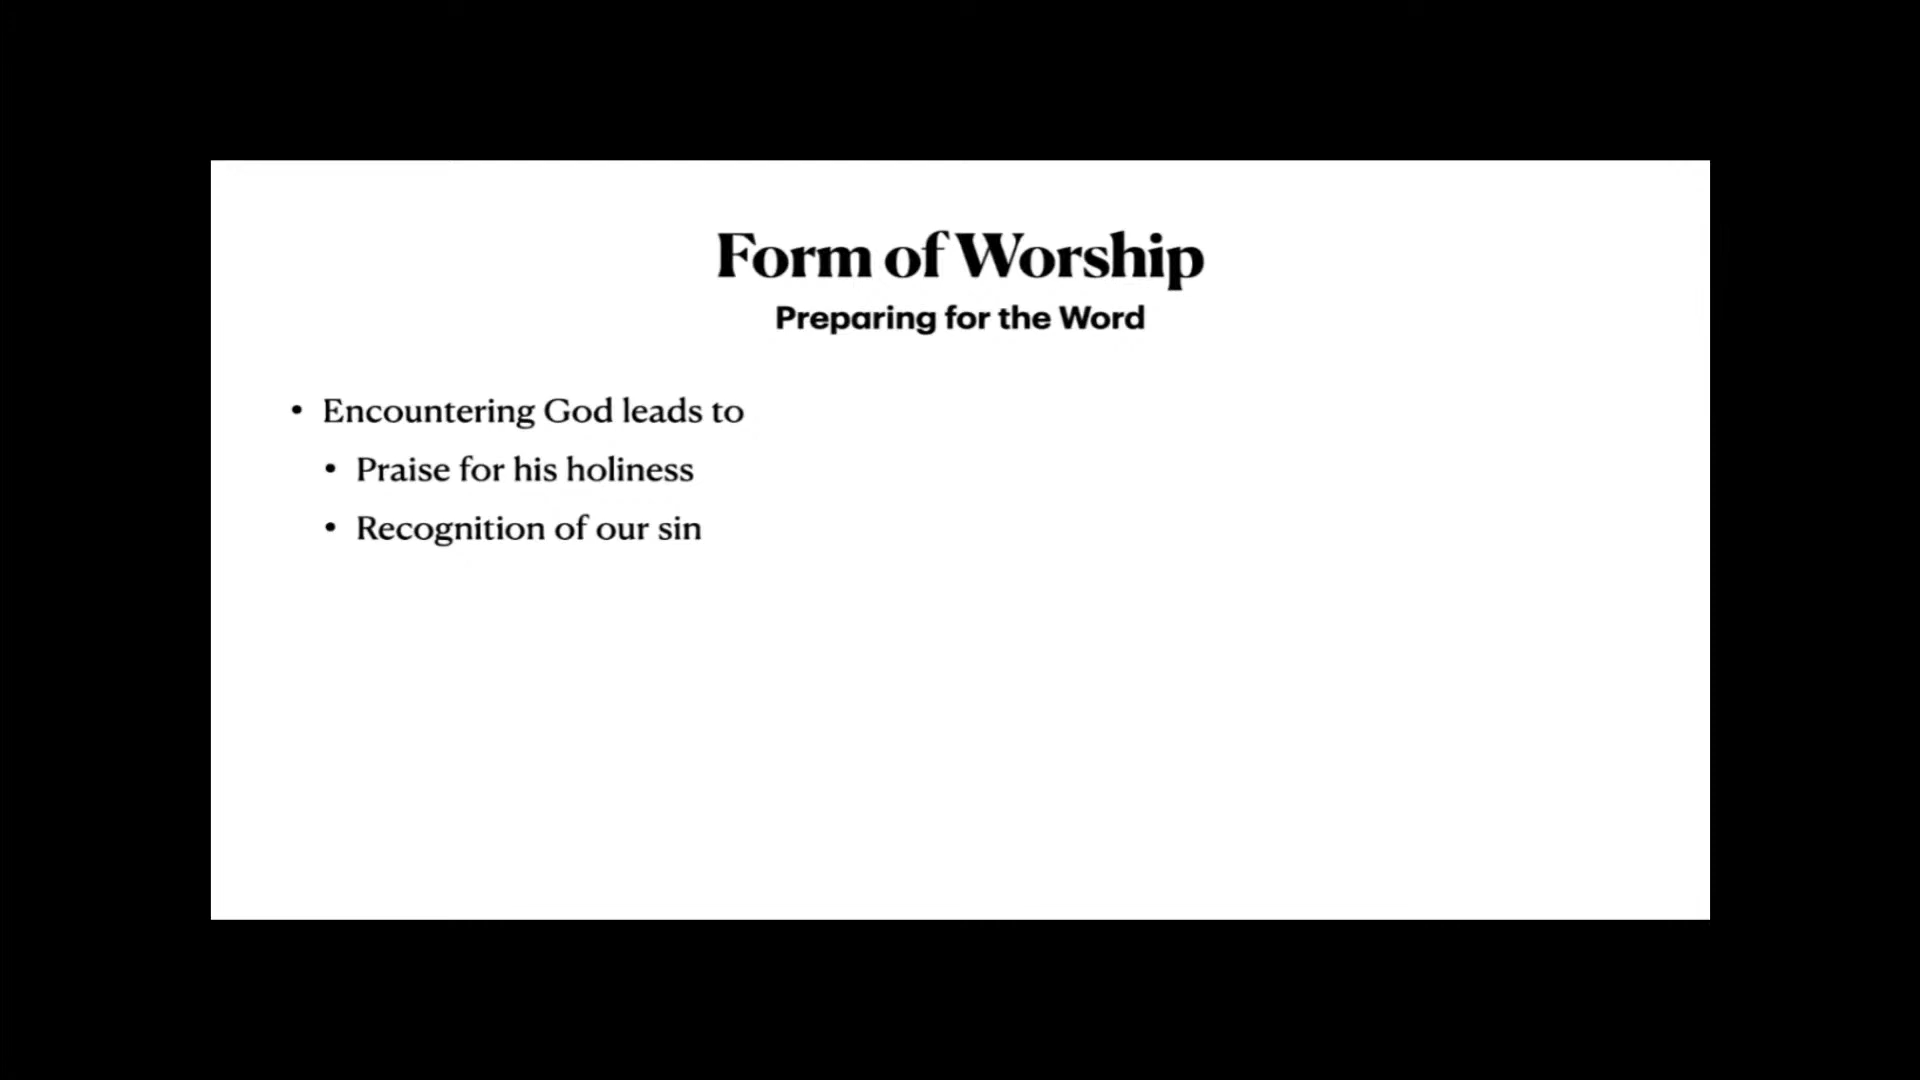 Form of Worship
Preparing for the Word
• Encountering God leads to
• Praise for his holiness
• Recognition of our sin